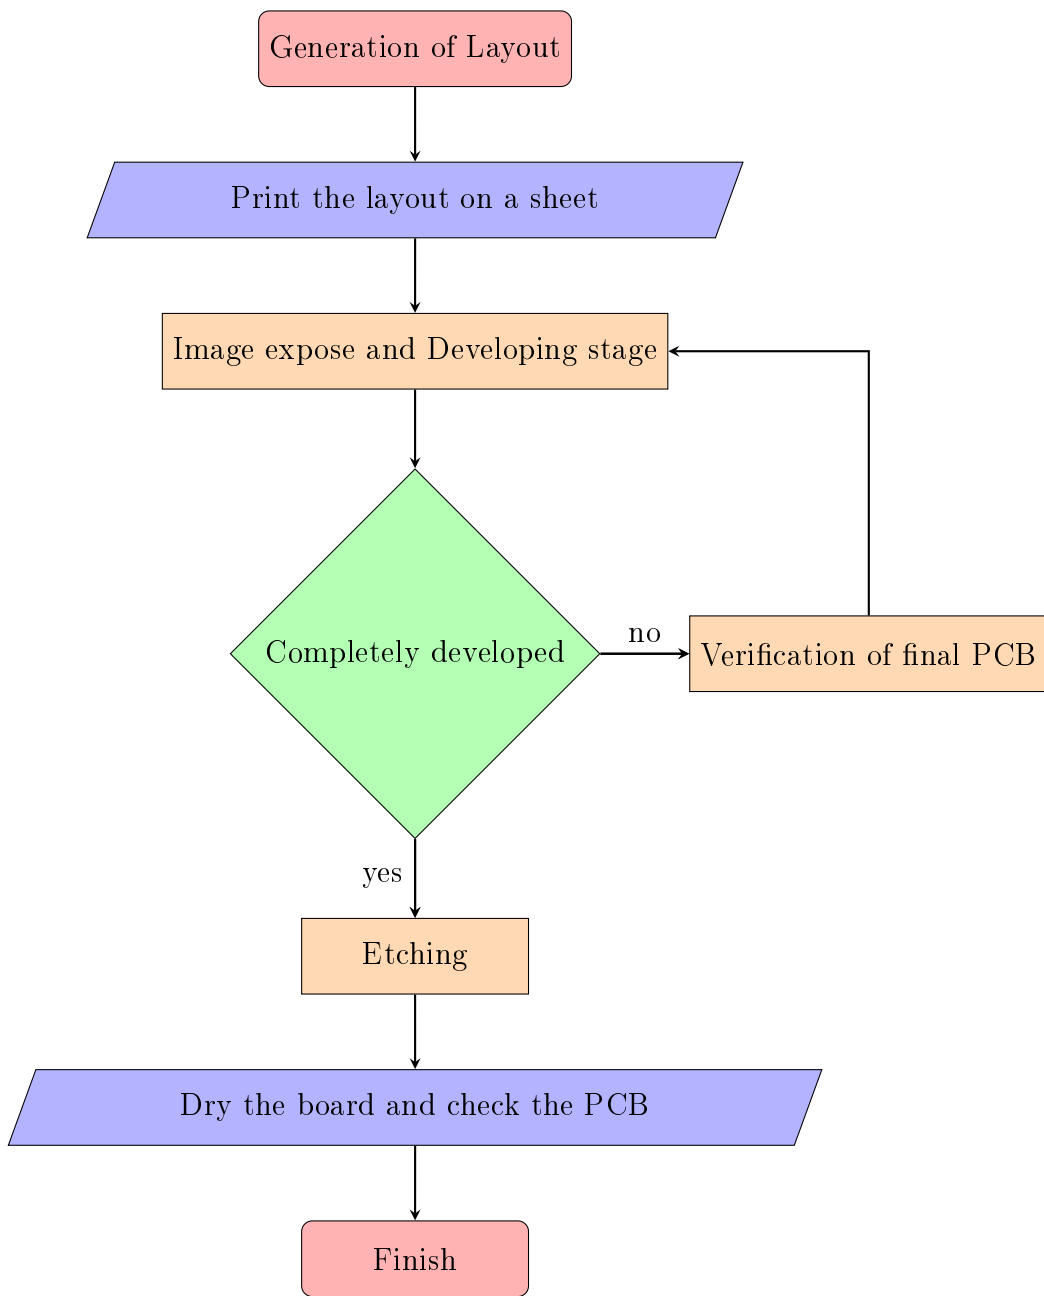 Generation of Layout
Print the layout on a sheet
Image expose and Developing stage
Completely developed
no
Verification of final PCB
yes
Etching
Dry the board and check the PCB
Finish